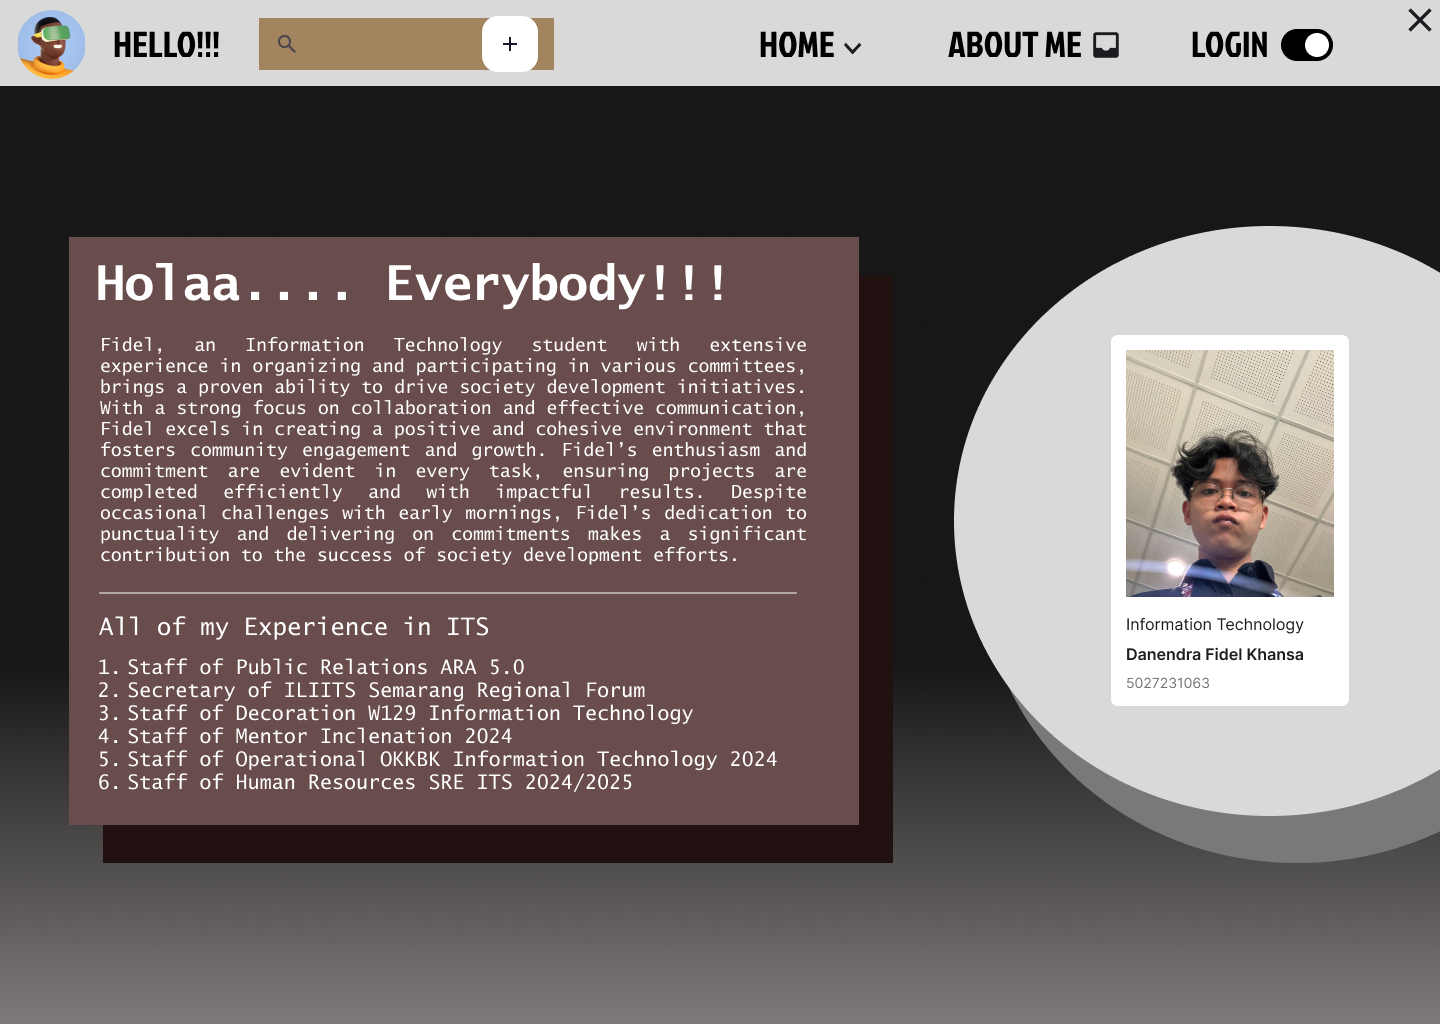 HELLO!!!
HOME
ABOUT ME
LOGIN
Holaa.... Everybody!!!
Fidel, an Information Technology student with extensive
experience in organizing and participating in various committees,
brings a proven ability to drive society development initiatives.
With a strong focus on collaboration and effective communication,
Fidel excels in creating a positive and cohesive environment that
fosters community engagement and growth. Fidel’s enthusiasm and
commitment are evident in every task, ensuring projects are
completed efficiently and with impactful results. Despite
occasional challenges with early mornings, Fidel’s dedication to
punctuality and delivering on commitments makes a significant
contribution to the success of society development efforts.
All of my Experience in ITS
1. Staff of Public Relations ARA 5.0
2. Secretary of ILIITS Semarang Regional Forum
3. Staff of Decoration W129 Information Technology
4. Staff of Mentor Inclenation 2024
5. Staff of Operational OKKBK Information Technology 2024
6. Staff of Human Resources SRE ITS 2024/2025
Information Technology
Danendra Fidel Khansa
5027231063